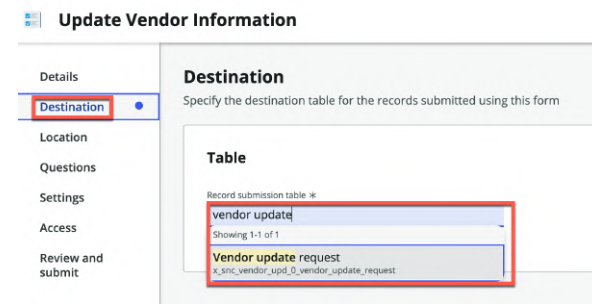 Update Vendor Information
Details
Destination
Location
Questions
Settings
Access
Review and
submit
Destination
Specify the destination table for the records submitted using this form
Table
Record submission table *
vendor update
Showing 1-1 of 1
Vendor update request
x_snc_vendor_upd_0_vendor_update_request